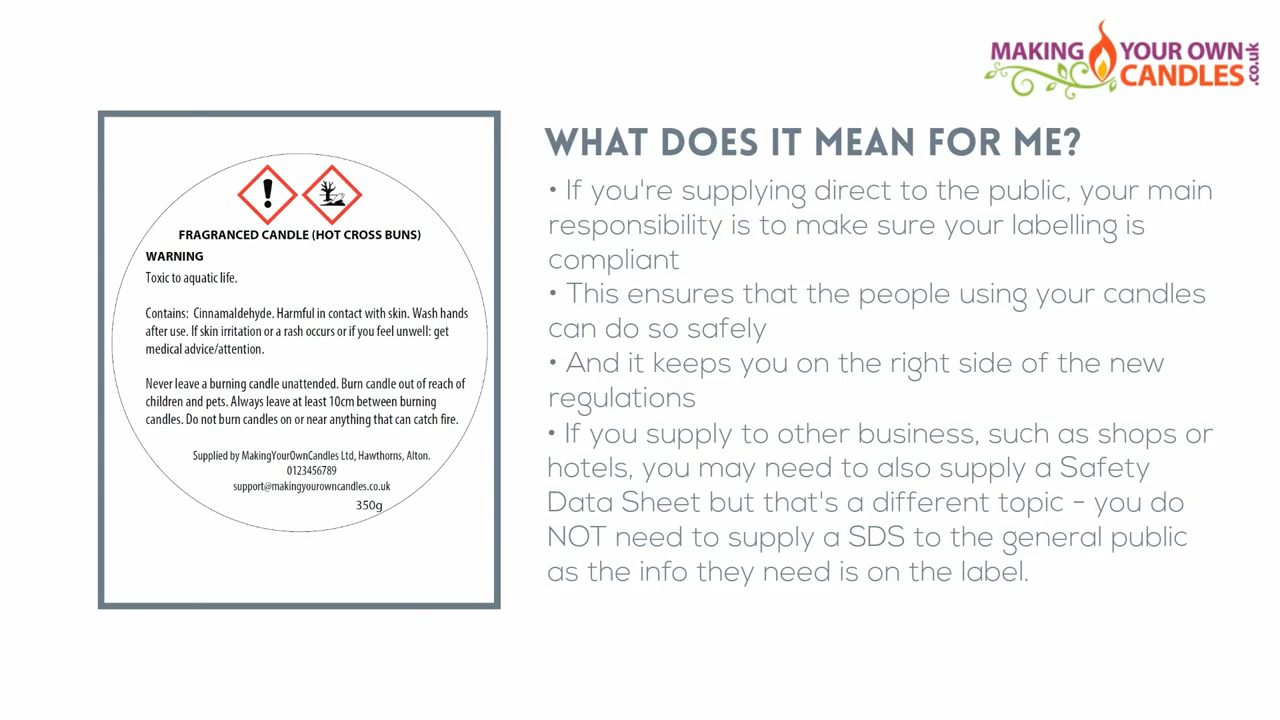 MAKING YOUR OWN
CANDLES .co.uk
FRAGRANCED CANDLE (HOT CROSS BUNS)
WARNING
Toxic to aquatic life.
Contains: Cinnamaldehyde. Harmful in contact with skin. Wash hands
after use. If skin irritation or a rash occurs or if you feel unwell: get
medical advice/attention.
Never leave a burning candle unattended. Burn candle out of reach of
children and pets. Always leave at least 10cm between burning
candles. Do not burn candles on or near anything that can catch fire.
Supplied by MakingYourOwnCandles Ltd, Hawthorns, Alton.
0123456789
support@makingyourowncandles.co.uk
350g
WHAT DOES IT MEAN FOR ME?
• If you're supplying direct to the public, your main
responsibility is to make sure your labelling is
compliant
• This ensures that the people using your candles
can do so safely
• And it keeps you on the right side of the new
regulations
• If you supply to other business, such as shops or
hotels, you may need to also supply a Safety
Data Sheet but that's a different topic - you do
NOT need to supply a SDS to the general public
as the info they need is on the label.